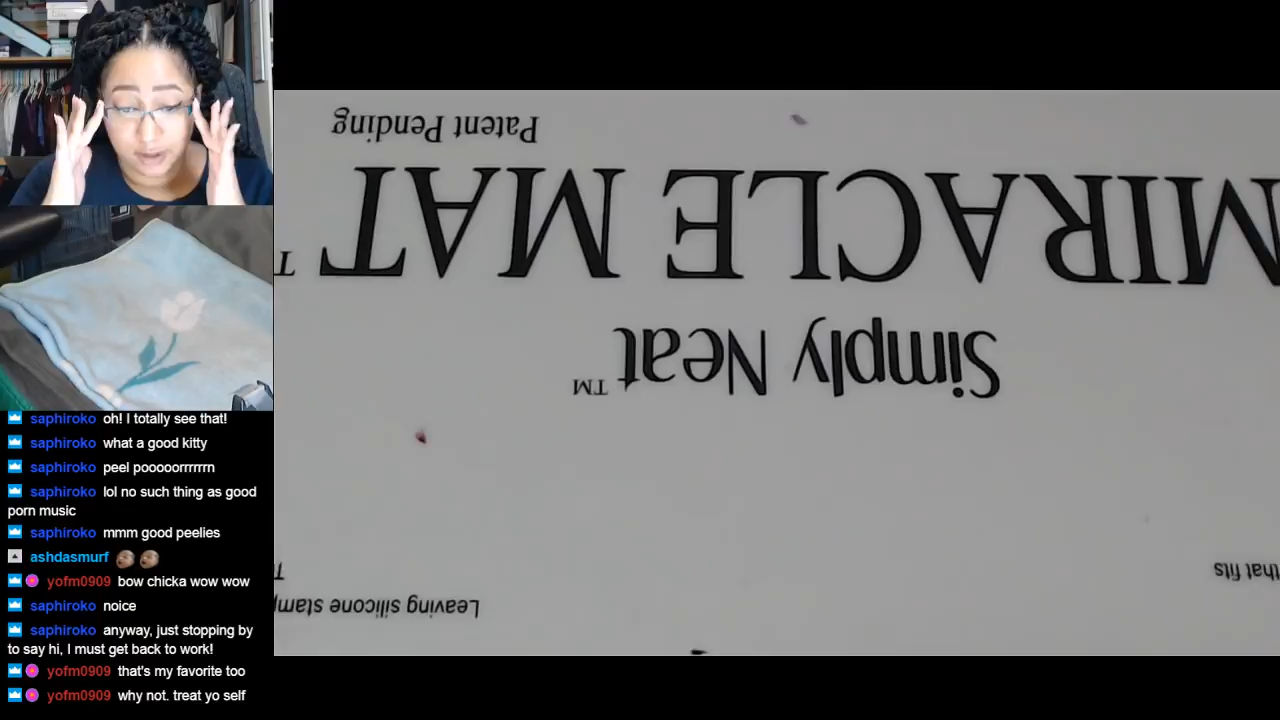 saphiroko oh! I totally see that!
saphiroko what a good kitty
saphiroko peel pooooorrrrrrn
saphiroko lol no such thing as good
porn music
saphiroko mmm good peelies
ashdasmurf
yofm0909 bow chicka wow wow
saphiroko noice
saphiroko anyway, just stopping by
to say hi, I must get back to work!
yofm0909 that's my favorite too
yofm0909 why not. treat yo self
Leaving silicone
that fits
Simply Neat™
MIRACLE MAT
Patent Pending